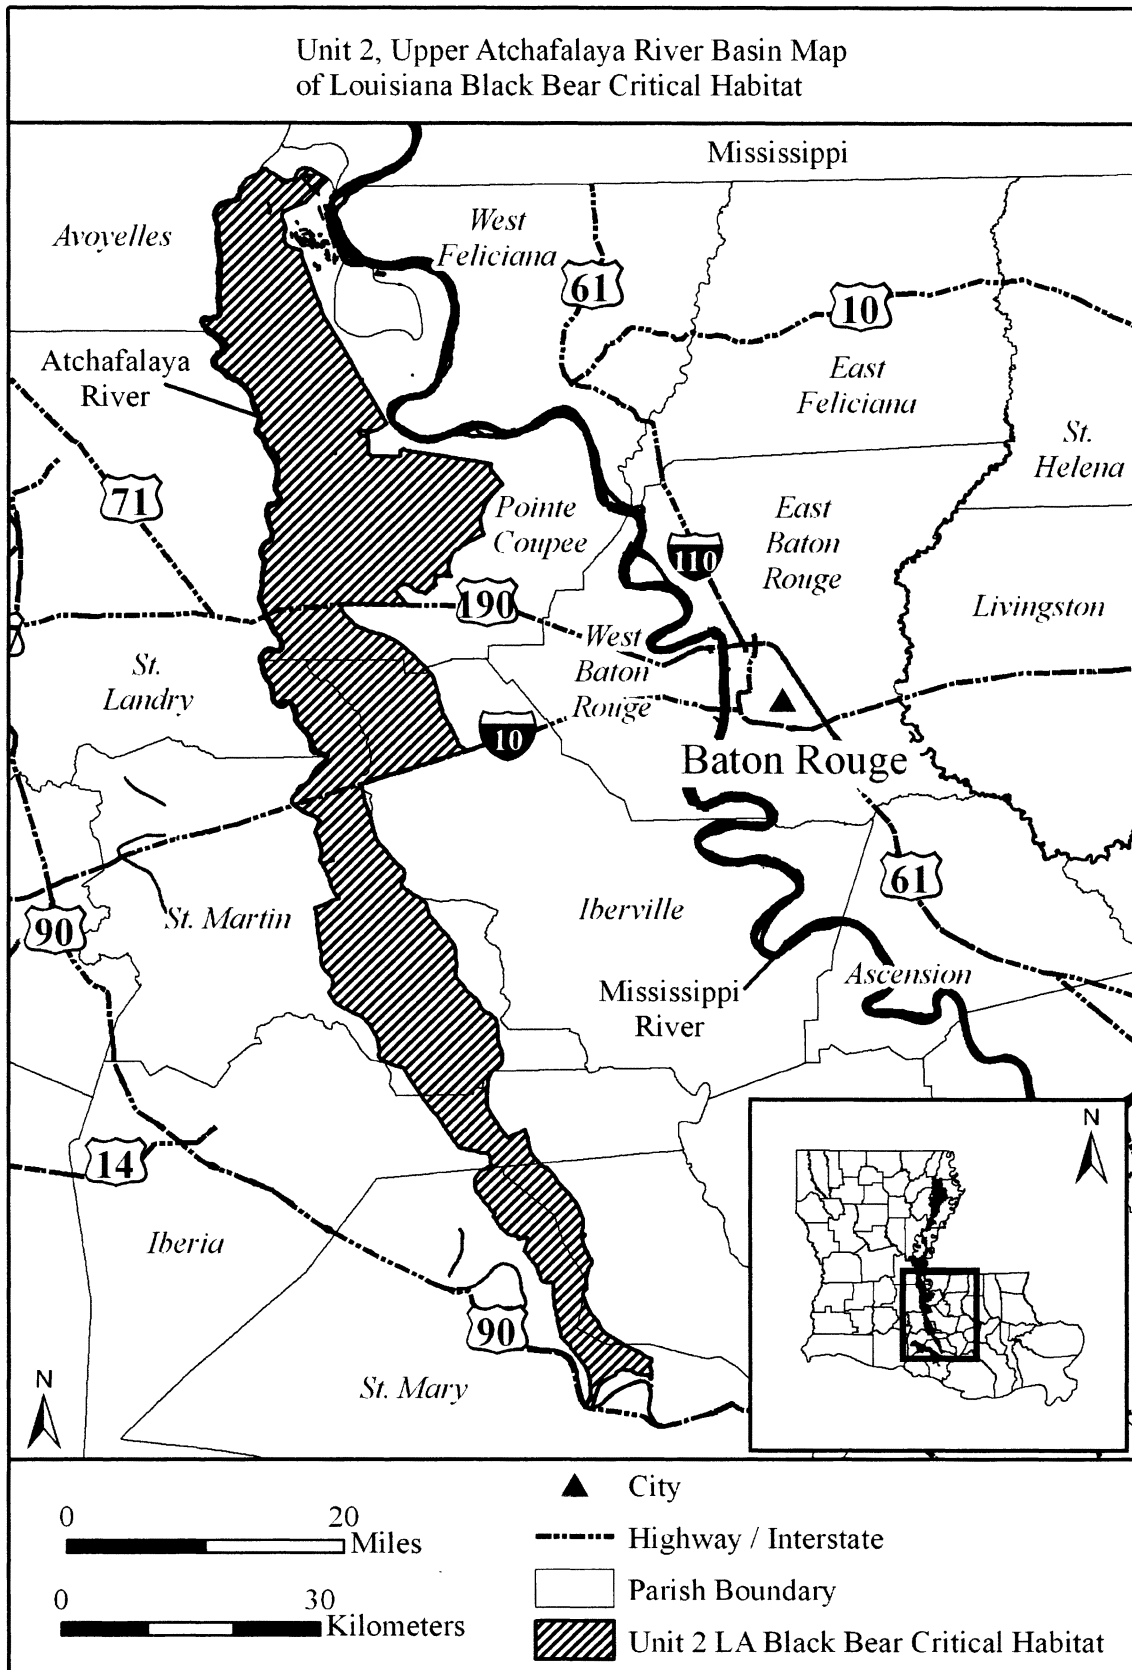 Unit 2, Upper Atchafalaya River Basin Map
of Louisiana Black Bear Critical Habitat
Mississippi
Avoyelles
West
Feliciana
61
10
Atchafalaya
River
East
Feliciana
St.
Helena
71
Pointe
Coupee
East
Baton
Rouge
110
190
Livingston
St.
Landry
West
Baton
Rouge
10
Baton Rouge
61
90
St. Martin
Iberville
Ascension
Mississippi
River
14
N
Iberia
90
St. Mary
N
City
0 20
Miles
Highway / Interstate
Parish Boundary
0 30
Kilometers
Unit 2 LA Black Bear Critical Habitat